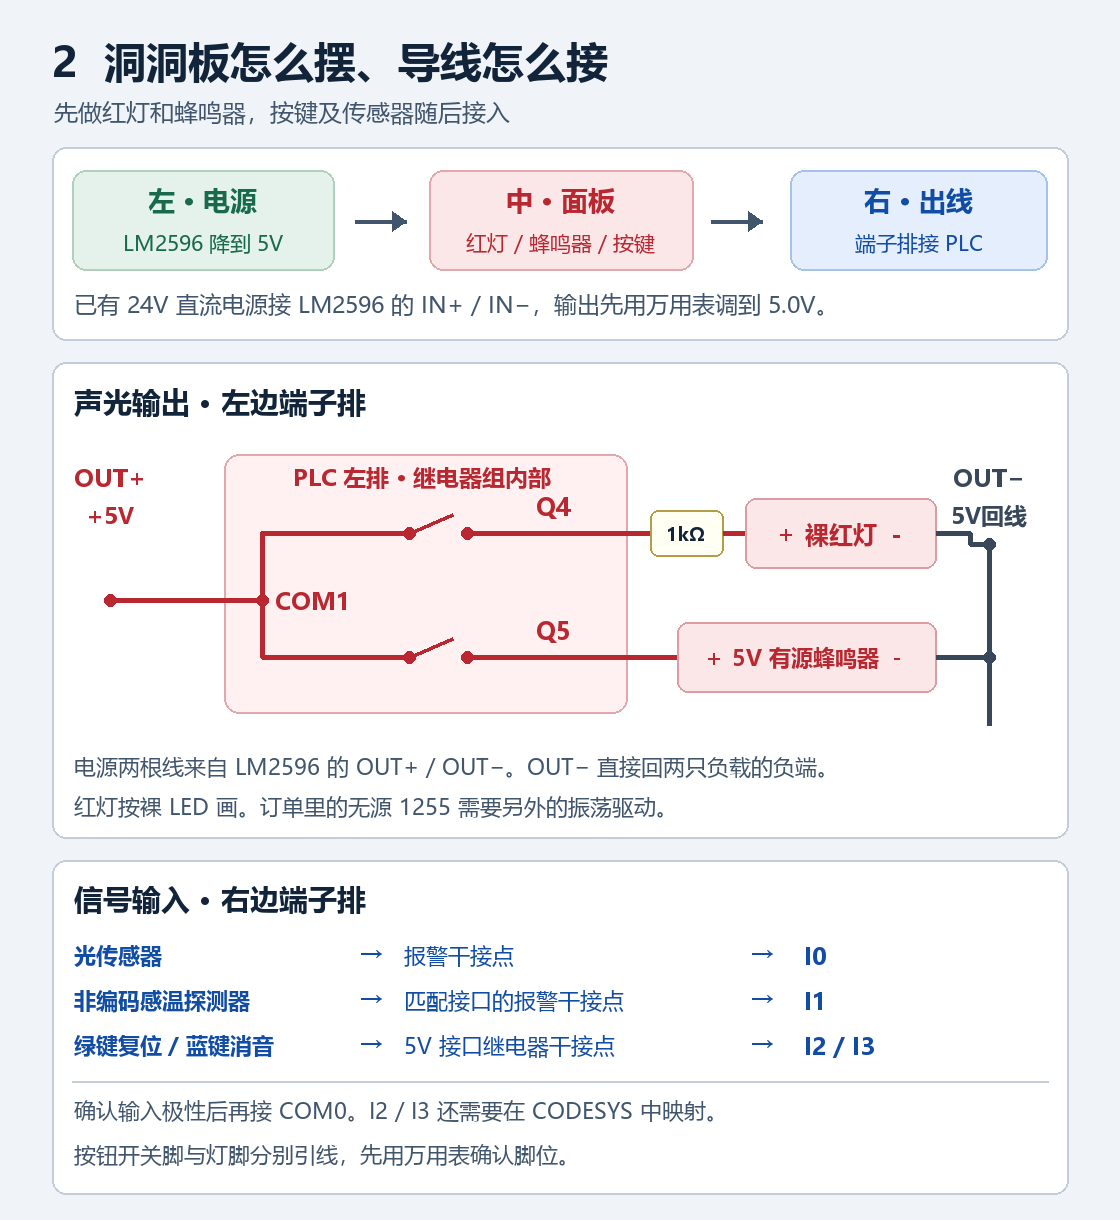 2 洞洞板怎么摆、导线怎么接
先做红灯和蜂鸣器，按键及传感器随后接入
左・电源
LM2596 降到 5V
中・面板
红灯 / 蜂鸣器 / 按键
右・出线
端子排接 PLC
已有 24V 直流电源接 LM2596 的 IN+ / IN−，输出先用万用表调到 5.0V。
声光输出・左边端子排
OUT+
+5V
PLC 左排・继电器组内部
Q4
1kΩ
+ 裸红灯 -
OUT−
5V回线
COM1
Q5
+ 5V 有源蜂鸣器 -
电源两根线来自 LM2596 的 OUT+ / OUT−。OUT− 直接回两只负载的负端。
红灯按裸 LED 画。订单里的无源 1255 需要另外的振荡驱动。
信号输入・右边端子排
光传感器 → 报警干接点 → I0
非编码感温探测器 → 匹配接口的报警干接点 → I1
绿键复位 / 蓝键消音 → 5V 接口继电器干接点 → I2 / I3
确认输入极性后再接 COM0。I2 / I3 还需要在 CODESYS 中映射。
按钮开关脚与灯脚分别引线，先用万用表确认脚位。